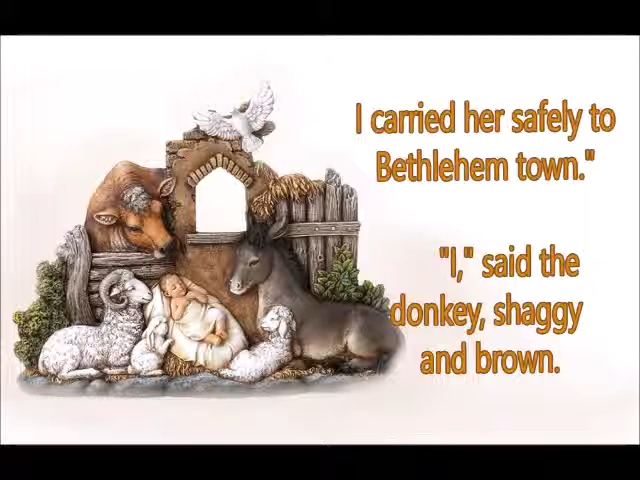 I carried her safely to
Bethlehem town."
"I," said the
donkey, shaggy
and brown.